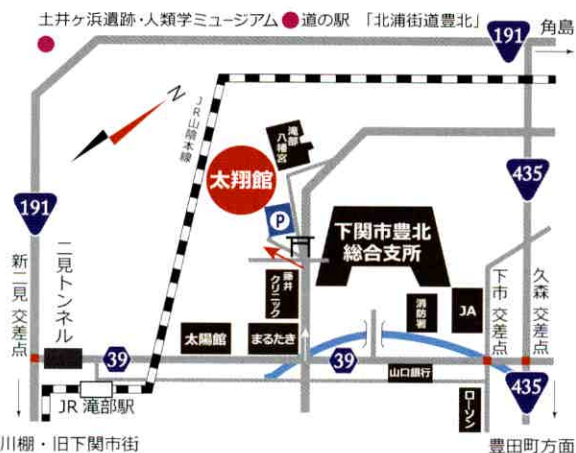 土井ヶ浜遺跡・人類学ミュージアム
道の駅 「北浦街道豊北」
191
角島
N
JR山陰本線
滝部
八幡宮
太翔館
P
435
191
下関市豊北
総合支所
新二見 交差点
二見トンネル
藤井
クリニック
消防署
JA
下市 交差点
久森 交差点
太陽館
まるたき
39
39
山口銀行
435
ローソン
JR 滝部駅
川棚・旧下関市街
豊田町方面